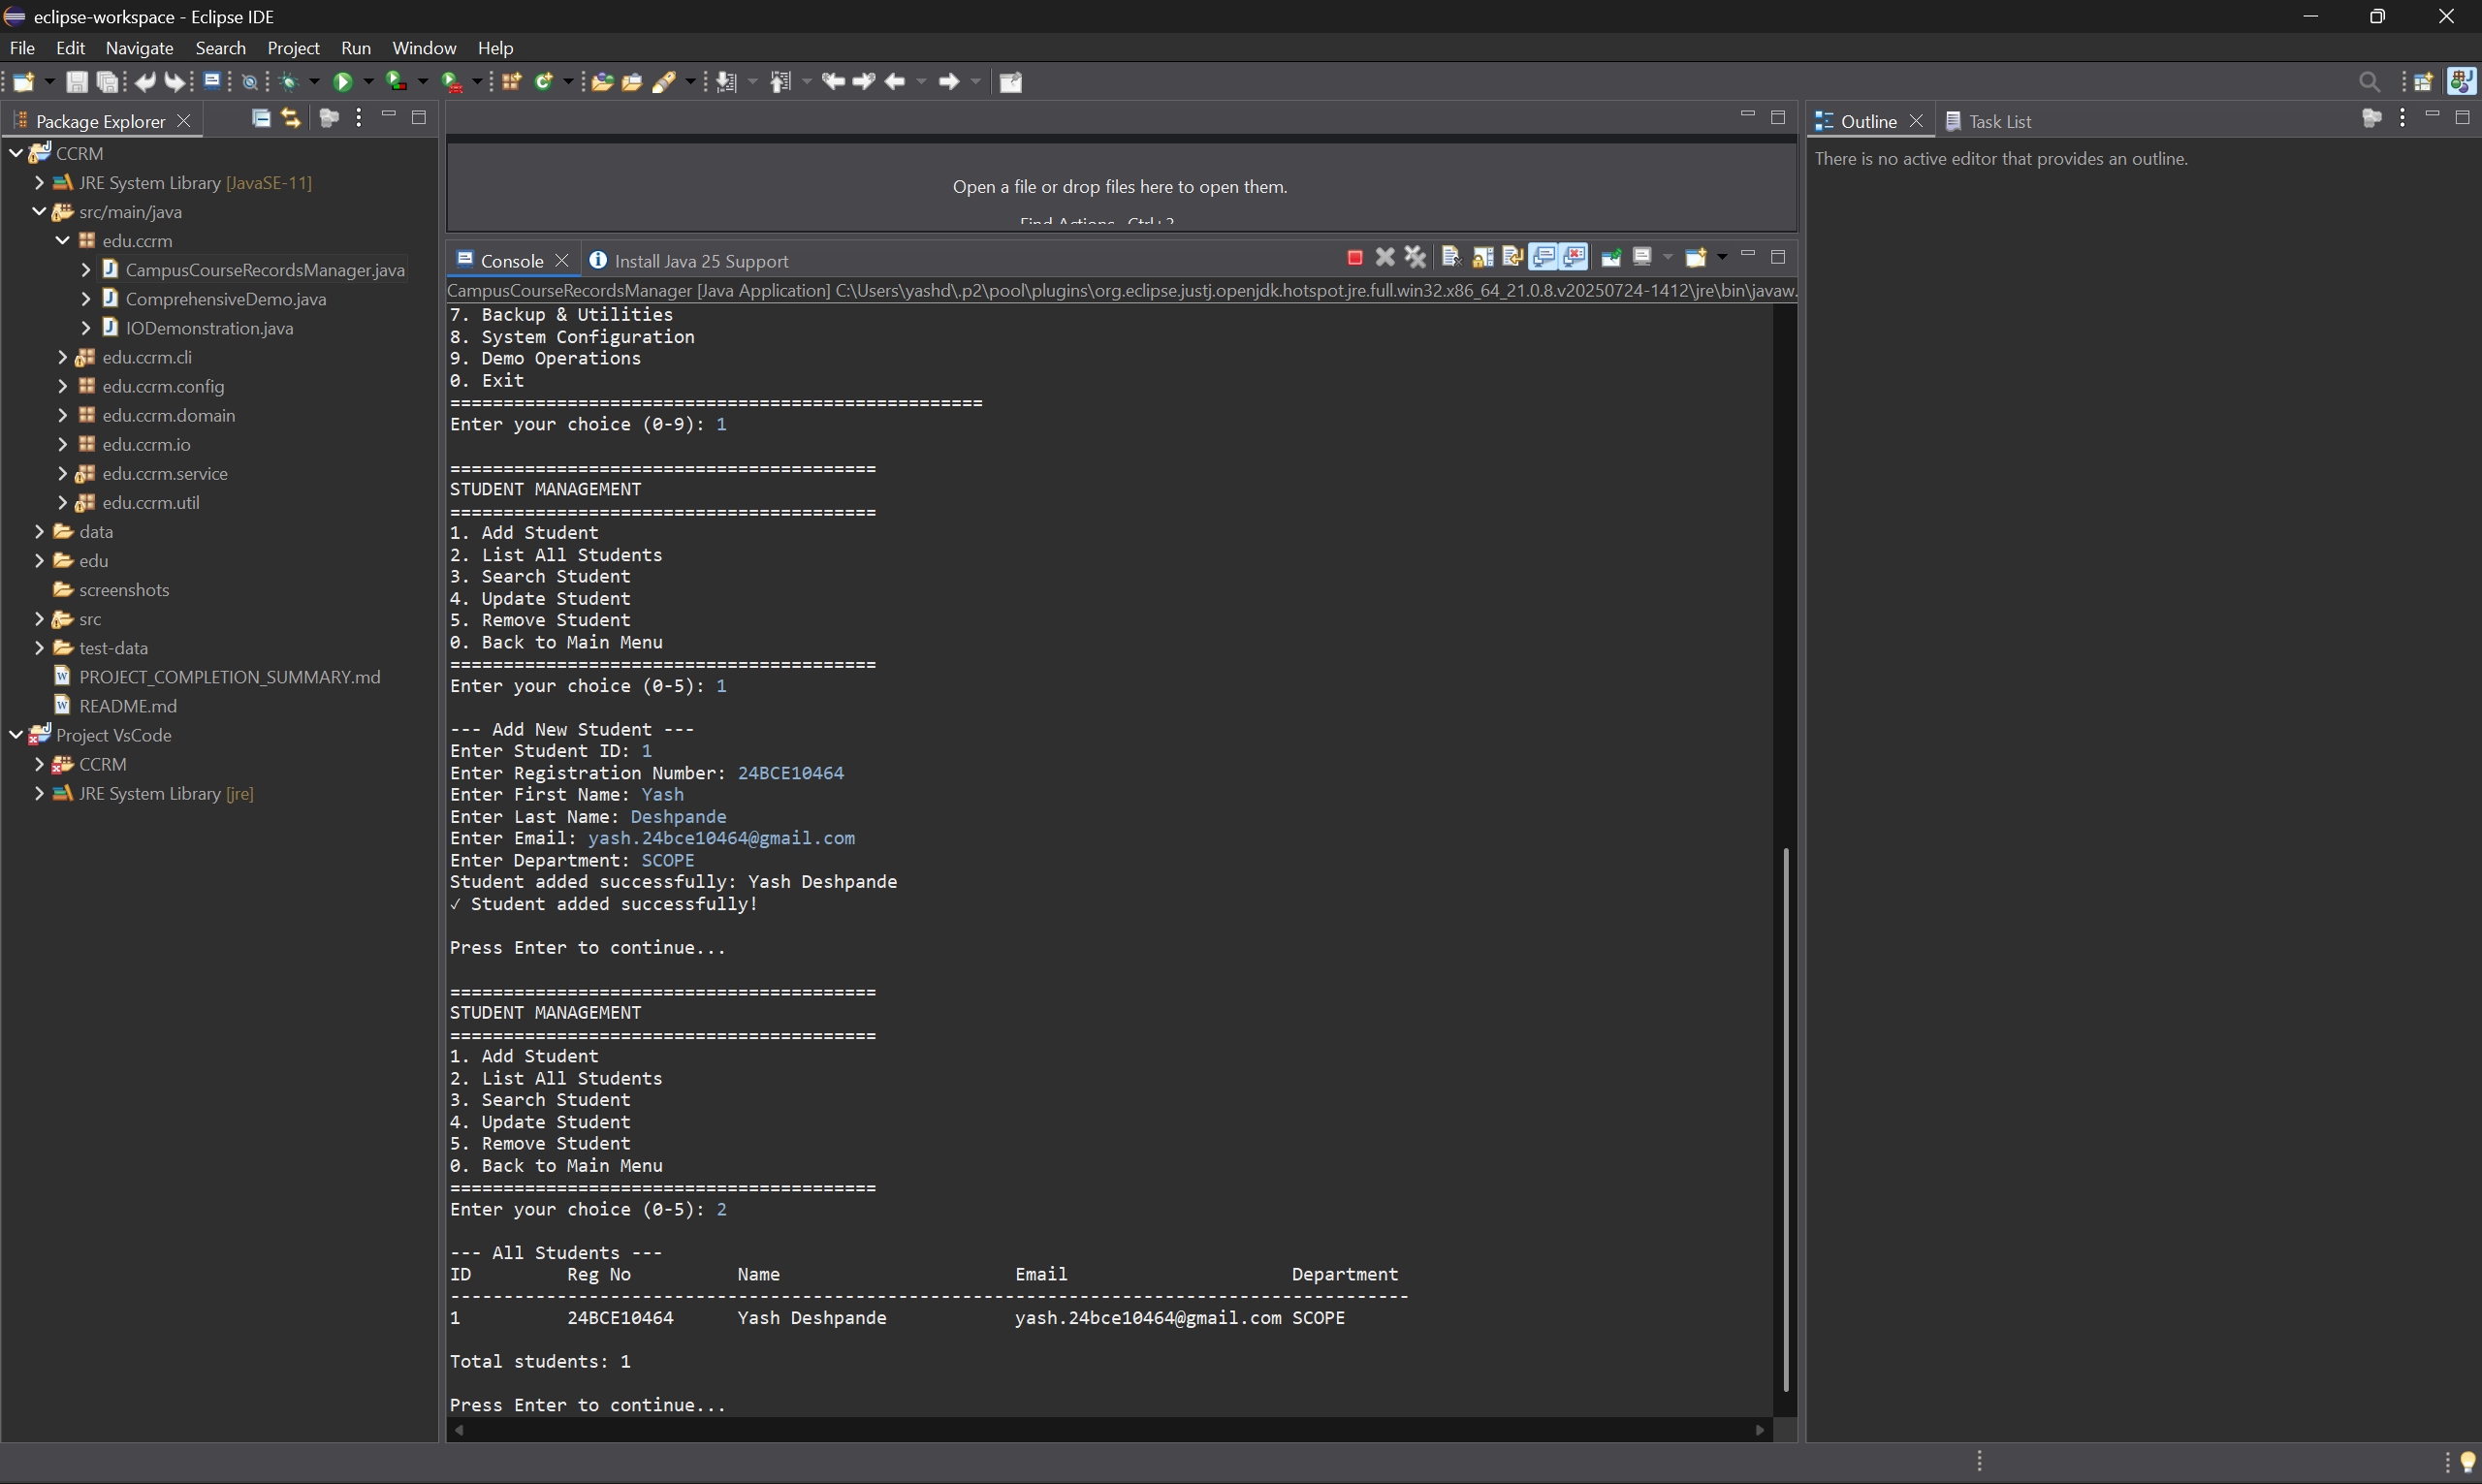 eclipse-workspace - Eclipse IDE
File Edit Navigate Search Project Run Window Help
Package Explorer
CCRM
JRE System Library [JavaSE-11]
src/main/java
edu.ccrm
CampusCourseRecordsManager.java
ComprehensiveDemo.java
IODemonstration.java
edu.ccrm.cli
edu.ccrm.config
edu.ccrm.domain
edu.ccrm.io
edu.ccrm.service
edu.ccrm.util
data
edu
screenshots
src
test-data
PROJECT_COMPLETION_SUMMARY.md
README.md
Project VsCode
CCRM
JRE System Library [jre]
Open a file or drop files here to open them.
Find Actions Ctrl+3
Console Install Java 25 Support
CampusCourseRecordsManager [Java Application] C:\Users\yashd\.p2\pool\plugins\org.eclipse.justj.openjdk.hotspot.jre.full.win32.x86_64_21.0.8.v20250724-1412\jre\bin\javaw.
7. Backup & Utilities
8. System Configuration
9. Demo Operations
0. Exit
==================================================
Enter your choice (0-9): 1
========================================
STUDENT MANAGEMENT
========================================
1. Add Student
2. List All Students
3. Search Student
4. Update Student
5. Remove Student
0. Back to Main Menu
========================================
Enter your choice (0-5): 1
--- Add New Student ---
Enter Student ID: 1
Enter Registration Number: 24BCE10464
Enter First Name: Yash
Enter Last Name: Deshpande
Enter Email: yash.24bce10464@gmail.com
Enter Department: SCOPE
Student added successfully: Yash Deshpande
✓ Student added successfully!
Press Enter to continue...
========================================
STUDENT MANAGEMENT
========================================
1. Add Student
2. List All Students
3. Search Student
4. Update Student
5. Remove Student
0. Back to Main Menu
========================================
Enter your choice (0-5): 2
--- All Students ---
ID Reg No Name Email Department
------------------------------------------------------------------------------------------
1 24BCE10464 Yash Deshpande yash.24bce10464@gmail.com SCOPE
Total students: 1
Press Enter to continue...
Outline Task List
There is no active editor that provides an outline.